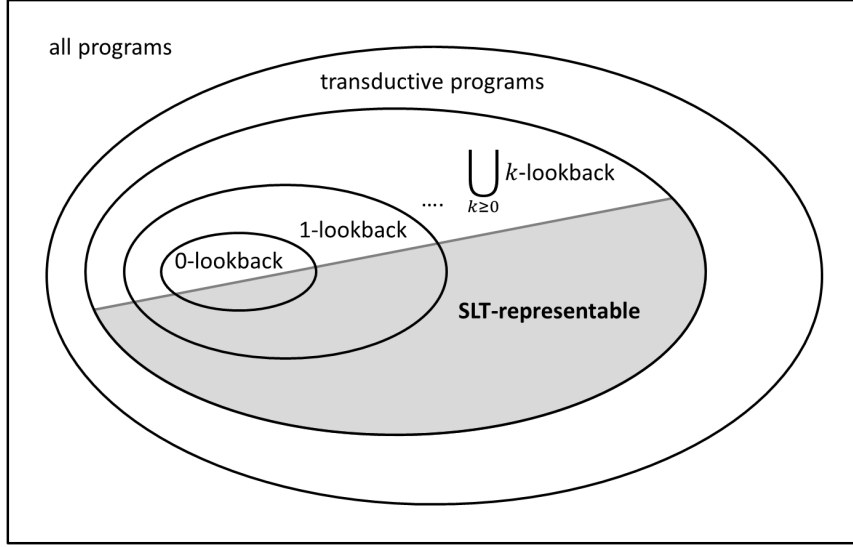 all programs
transductive programs
⋃ k-lookback
k≥0
....
1-lookback
0-lookback
SLT-representable